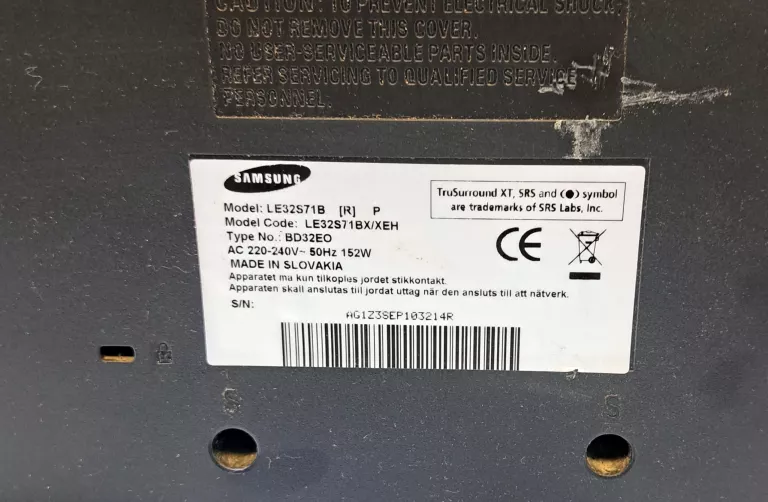 CAUTION: TO PREVENT ELECTRICAL SHOCK,
DO NOT REMOVE THIS COVER.
NO USER-SERVICEABLE PARTS INSIDE.
REFER SERVICING TO QUALIFIED SERVICE
PERSONNEL.
SAMSUNG
Model: LE32S71B [R] P
Model Code: LE32S71BX/XEH
Type No.: BD32EO
AC 220-240V~ 50Hz 152W
MADE IN SLOVAKIA
Apparatet ma kun tilkoples jordet stikkontakt.
Apparaten skall anslutas till jordat uttag när den ansluts till att nätverk.
S/N:
AG1Z3SEP103214R
TruSurround XT, SRS and (●) symbol
are trademarks of SRS Labs, Inc.
CE
S
S